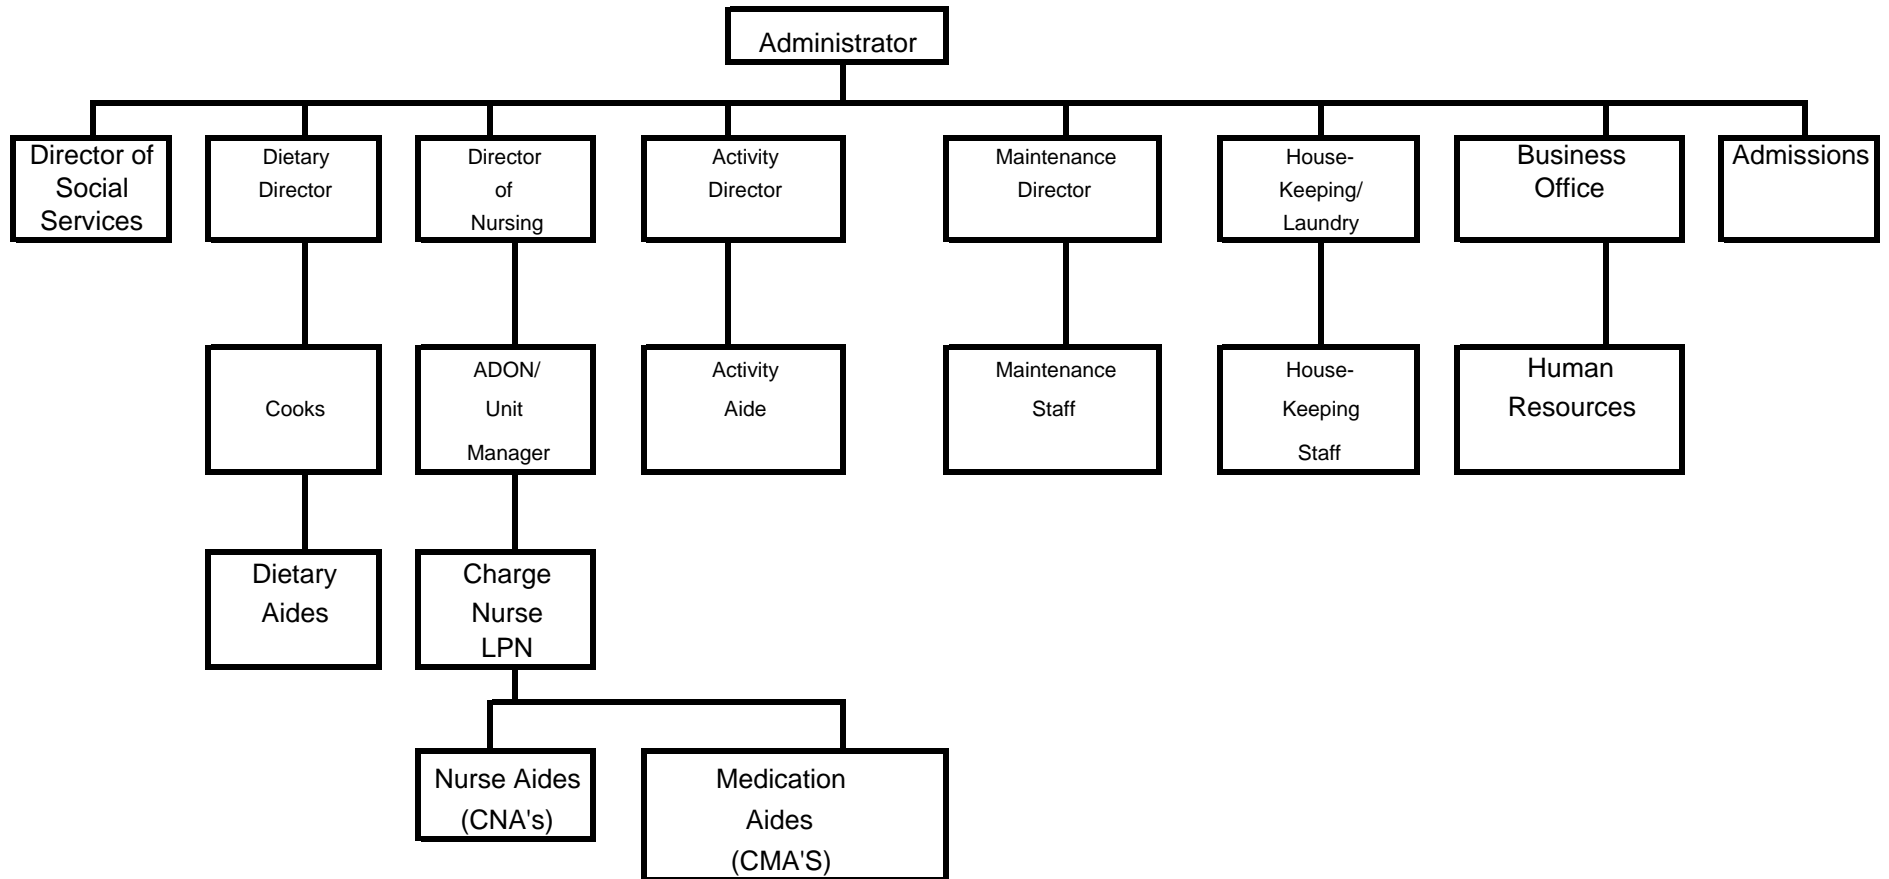 Administrator
Director of
Social
Services
Dietary
Director
Director
of
Nursing
Activity
Director
Maintenance
Director
House-
Keeping/
Laundry
Business
Office
Admissions
Cooks
ADON/
Unit
Manager
Activity
Aide
Maintenance
Staff
House-
Keeping
Staff
Human
Resources
Dietary
Aides
Charge
Nurse
LPN
Nurse Aides
(CNA's)
Medication
Aides
(CMA'S)